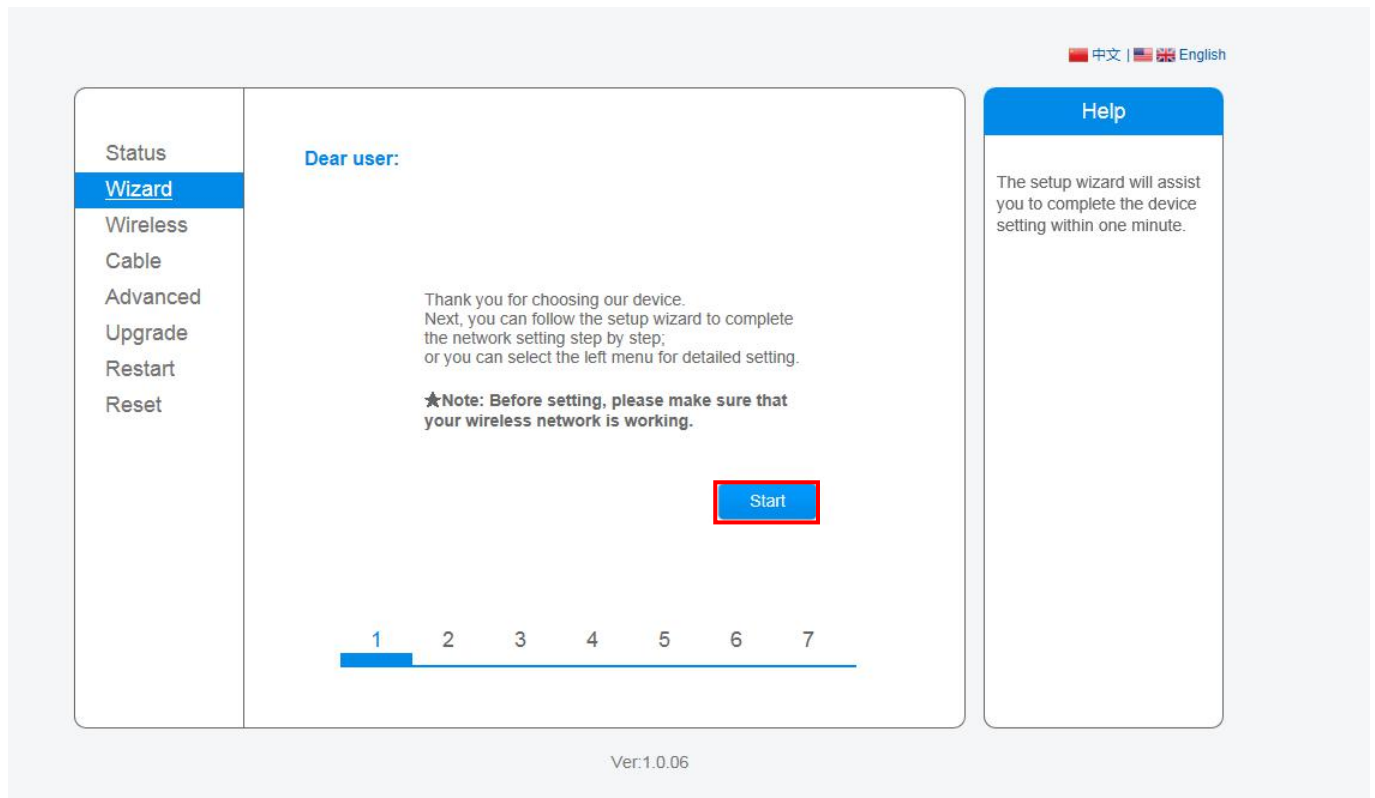 中文 | English
Status
Wizard
Wireless
Cable
Advanced
Upgrade
Restart
Reset
Dear user:
Thank you for choosing our device.
Next, you can follow the setup wizard to complete
the network setting step by step;
or you can select the left menu for detailed setting.
★Note: Before setting, please make sure that
your wireless network is working.
Start
1 2 3 4 5 6 7
Help
The setup wizard will assist
you to complete the device
setting within one minute.
Ver:1.0.06